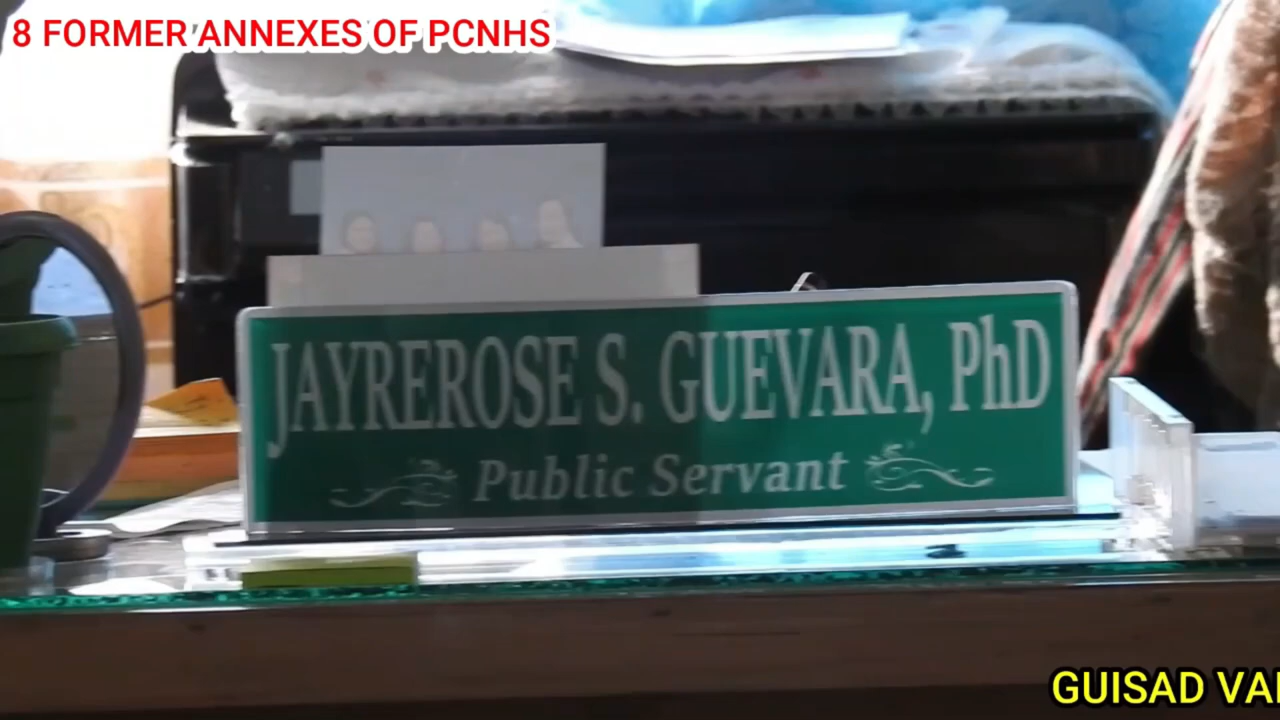 8 FORMER ANNEXES OF PCNHS
JAYREROSE S. GUEVARA, PhD
Public Servant
GUISAD